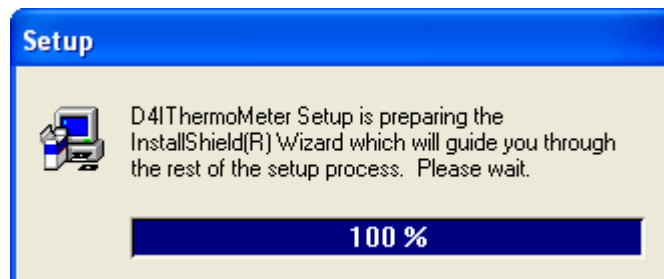 Setup
D4IThermoMeter Setup is preparing the
InstallShield(R) Wizard which will guide you through
the rest of the setup process. Please wait.
100 %